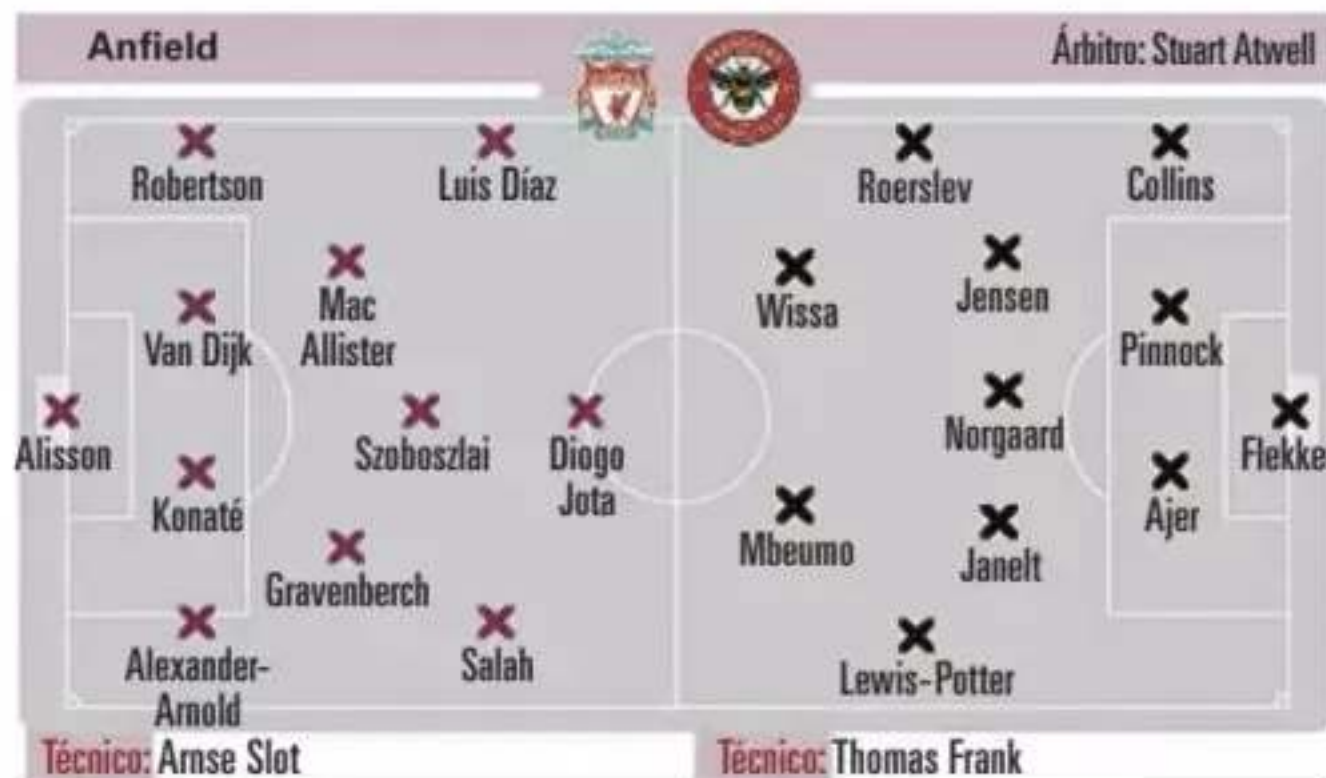 Anfield
Árbitro: Stuart Atwell
Robertson
Luis Díaz
Roerslev
Collins
Mac
Allister
Wissa
Jensen
Van Dijk
Pinnock
Alisson
Szoboszlai
Diogo
Jota
Norgaard
Flekke
Konaté
Ajer
Gravenberch
Mbeumo
Janelt
Alexander-
Arnold
Salah
Lewis-Potter
Técnico: Arnse Slot
Técnico: Thomas Frank